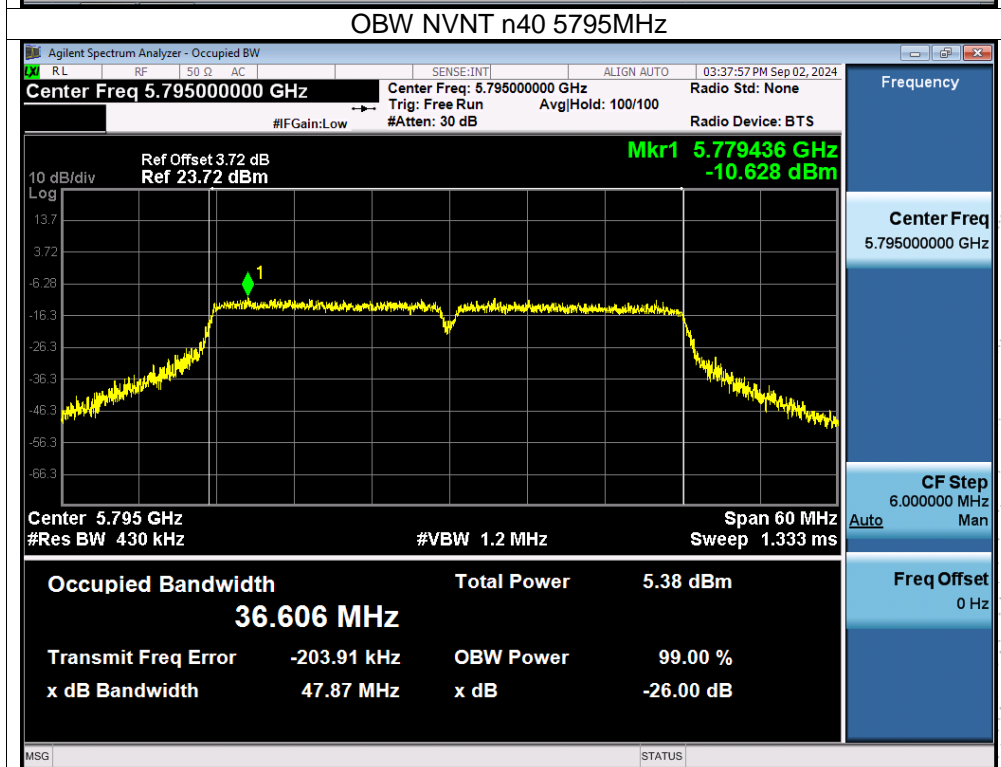 OBW NVNT n40 5795MHz
Agilent Spectrum Analyzer - Occupied BW
LXI RL RF 50 Ω AC SENSE:INT ALIGN AUTO 03:37:57 PM Sep 02, 2024
Center Freq 5.795000000 GHz
Center Freq: 5.795000000 GHz Radio Std: None
Trig: Free Run Avg|Hold: 100/100
#IFGain:Low #Atten: 30 dB Radio Device: BTS
Frequency
Mkr1 5.779436 GHz
-10.628 dBm
Ref Offset 3.72 dB
10 dB/div Ref 23.72 dBm
Log
13.7
3.72
-6.28
-16.3
-26.3
-36.3
-46.3
-56.3
-66.3
1
Center 5.795 GHz Span 60 MHz
#Res BW 430 kHz #VBW 1.2 MHz Sweep 1.333 ms
Occupied Bandwidth Total Power 5.38 dBm
36.606 MHz
Transmit Freq Error -203.91 kHz OBW Power 99.00 %
x dB Bandwidth 47.87 MHz x dB -26.00 dB
Center Freq
5.795000000 GHz
CF Step
6.000000 MHz
Auto Man
Freq Offset
0 Hz
MSG STATUS